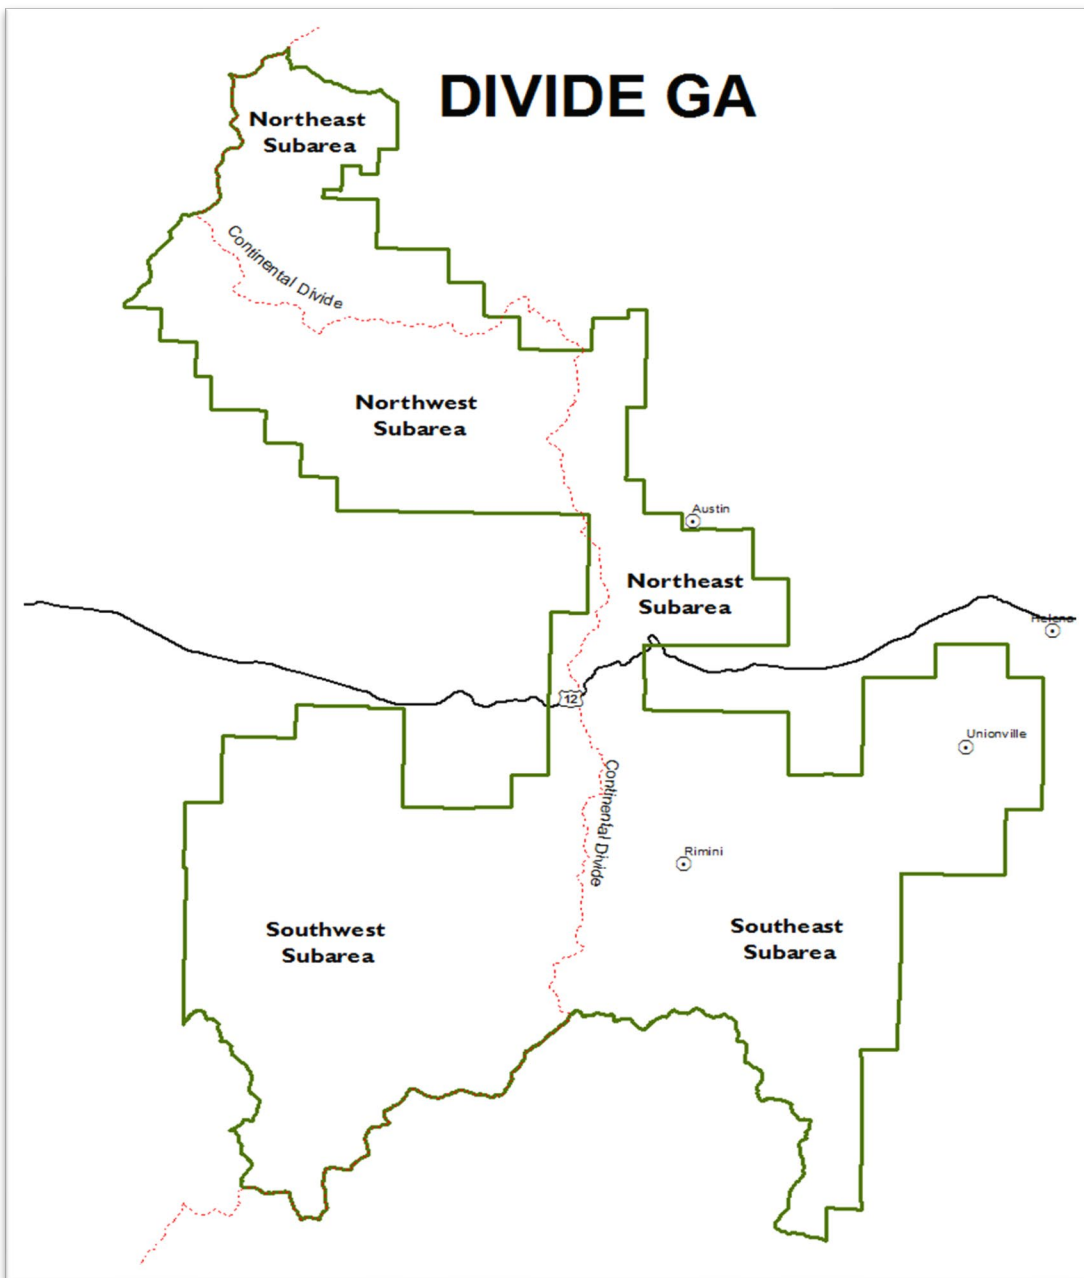 DIVIDE GA
Northeast
Subarea
Continental Divide
Northwest
Subarea
Austin
Northeast
Subarea
Helena
12
Unionville
Continental Divide
Rimini
Southwest
Subarea
Southeast
Subarea